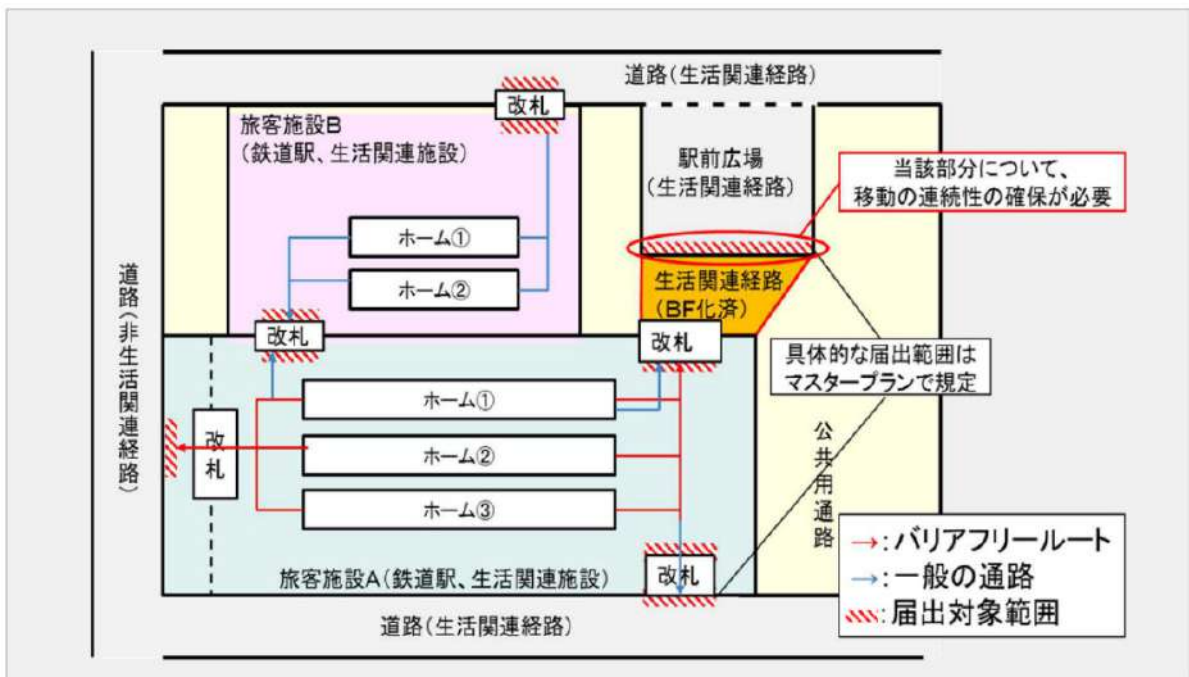 道路(生活関連経路)
改札
旅客施設B
(鉄道駅、生活関連施設)
駅前広場
(生活関連経路)
当該部分について、
移動の連続性の確保が必要
ホーム①
ホーム②
生活関連経路
(BF化済)
道路(非生活関連経路)
改札
改札
具体的な届出範囲は
マスタープランで規定
ホーム①
改札
ホーム②
ホーム③
公共用通路
→:バリアフリールート
→:一般の通路
:届出対象範囲
旅客施設A(鉄道駅、生活関連施設)
改札
道路(生活関連経路)